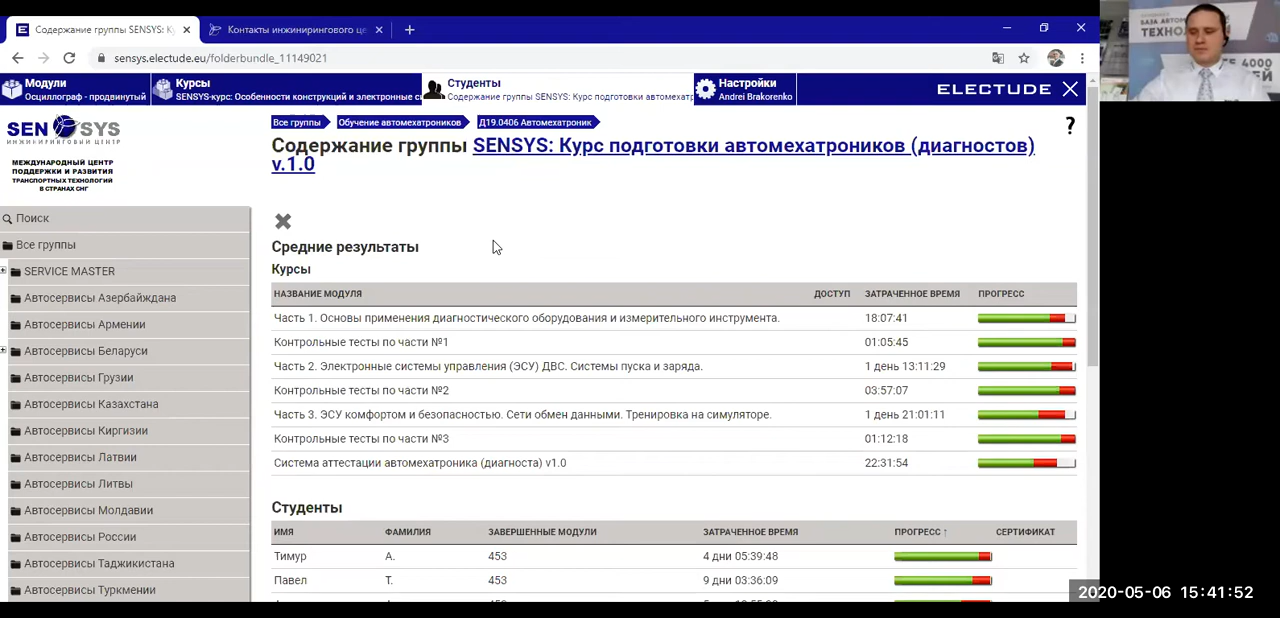 Содержание группы SENSYS: Ку
Контакты инжинирингового це
sensys.electude.eu/folderbundle_11149021
Модули
Осциллограф - продвинутый
Курсы
SENSYS-курс: Особенности конструкций и электронные си
Студенты
Содержание группы SENSYS: Курс подготовки автомехатр
Настройки
Andrei Brakorenko
ELECTUDE
SENSYS
ИНЖИНИРИНГОВЫЙ ЦЕНТР
МЕЖДУНАРОДНЫЙ ЦЕНТР
ПОДДЕРЖКИ И РАЗВИТИЯ
ТРАНСПОРТНЫХ ТЕХНОЛОГИЙ
В СТРАНАХ СНГ
Все группы
Обучение автомехатроников
Д19.0406 Автомехатроник
?
Содержание группы SENSYS: Курс подготовки автомехатроников (диагностов)
v.1.0
Поиск
Все группы
SERVICE MASTER
Автосервисы Азербайджана
Автосервисы Армении
Автосервисы Беларуси
Автосервисы Грузии
Автосервисы Казахстана
Автосервисы Киргизии
Автосервисы Латвии
Автосервисы Литвы
Автосервисы Молдавии
Автосервисы России
Автосервисы Таджикистана
Автосервисы Туркмении
Средние результаты
Курсы
НАЗВАНИЕ МОДУЛЯ ДОСТУП ЗАТРАЧЕННОЕ ВРЕМЯ ПРОГРЕСС
Часть 1. Основы применения диагностического оборудования и измерительного инструмента. 18:07:41
Контрольные тесты по части №1 01:05:45
Часть 2. Электронные системы управления (ЭСУ) ДВС. Системы пуска и заряда. 1 день 13:11:29
Контрольные тесты по части №2 03:57:07
Часть 3. ЭСУ комфортом и безопасностью. Сети обмен данными. Тренировка на симуляторе. 1 день 21:01:11
Контрольные тесты по части №3 01:12:18
Система аттестации автомехатроника (диагноста) v1.0 22:31:54
Студенты
ИМЯ ФАМИЛИЯ ЗАВЕРШЕННЫЕ МОДУЛИ ЗАТРАЧЕННОЕ ВРЕМЯ ПРОГРЕСС ↑ СЕРТИФИКАТ
Тимур А. 453 4 дни 05:39:48
Павел Т. 453 9 дни 03:36:09
2020-05-06 15:41:52
4000